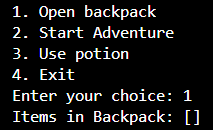 1. Open backpack
2. Start Adventure
3. Use potion
4. Exit
Enter your choice: 1
Items in Backpack: []